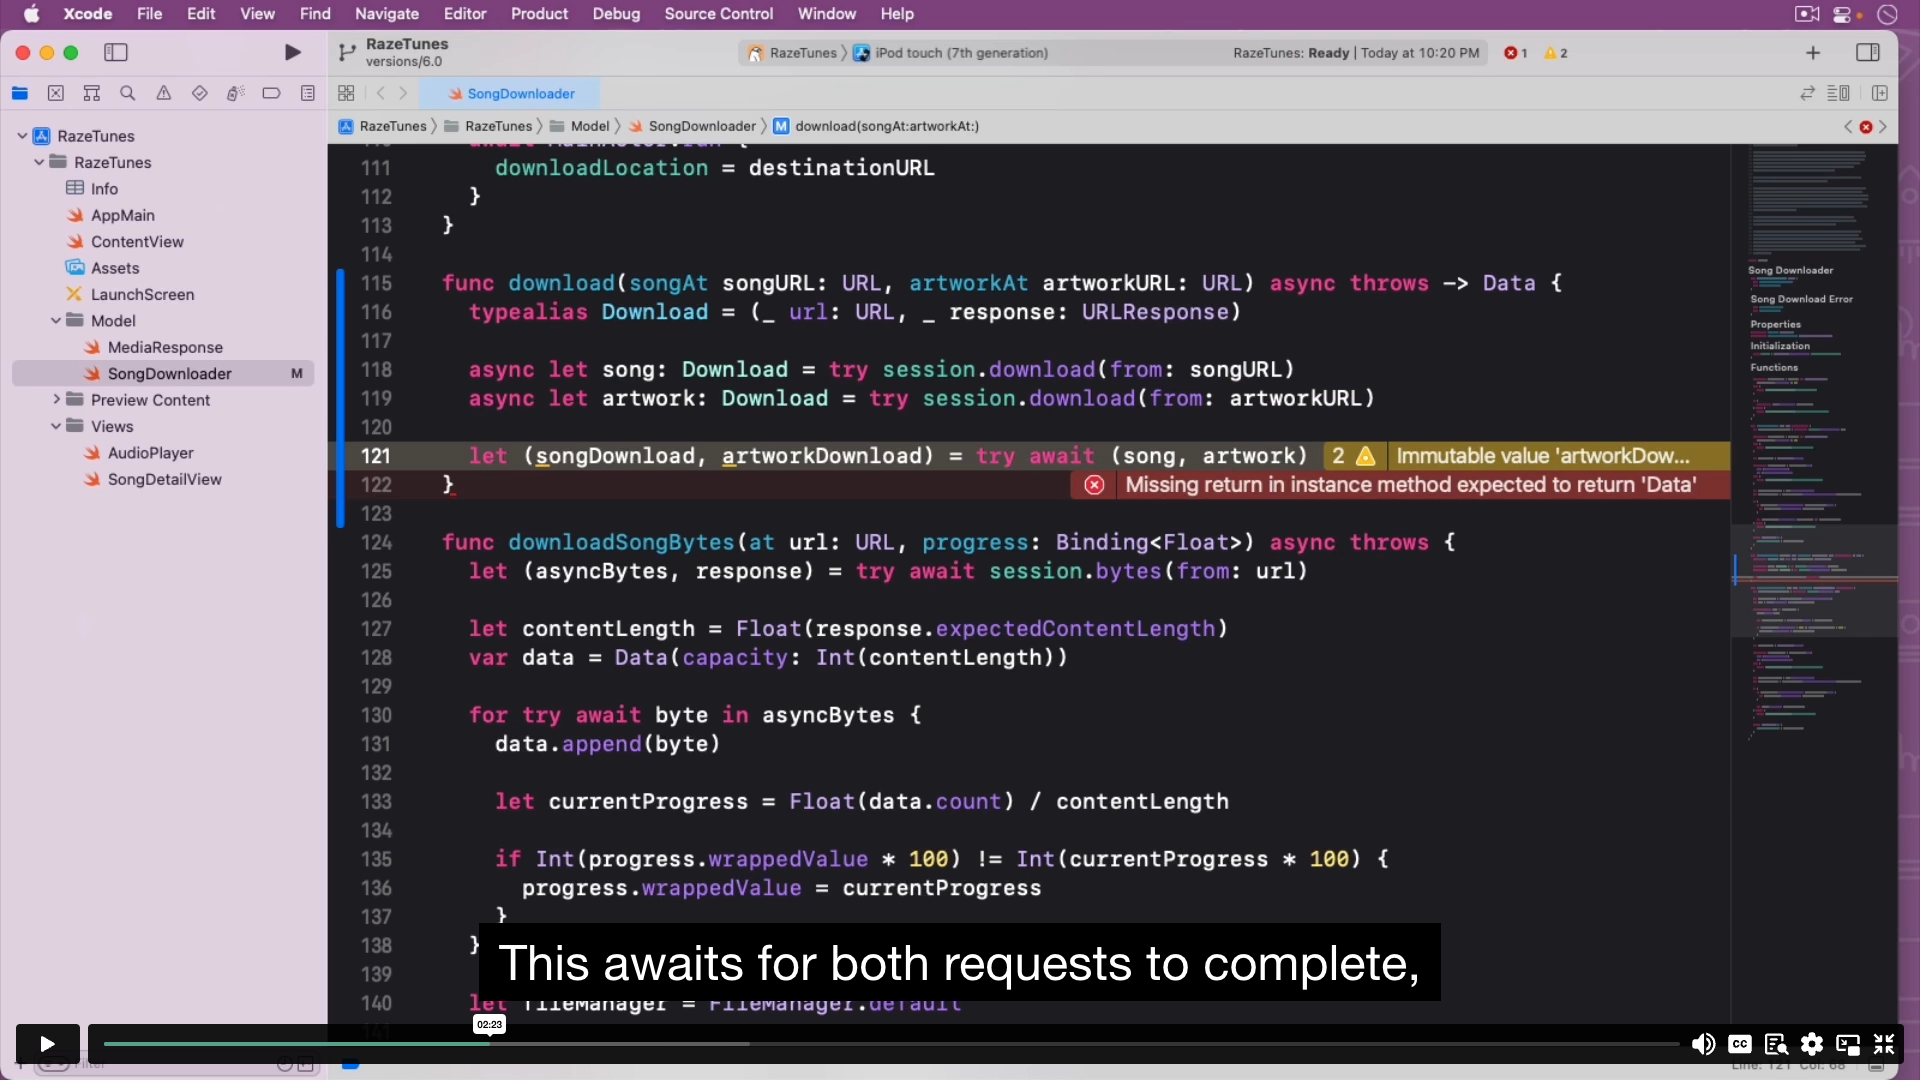 Xcode File Edit View Find Navigate Editor Product Debug Source Control Window Help
RazeTunes
versions/6.0
RazeTunes iPod touch (7th generation)
RazeTunes: Ready | Today at 10:20 PM
1
2
SongDownloader
RazeTunes RazeTunes Model SongDownloader M download(songAt:artworkAt:)
RazeTunes
RazeTunes
Info
AppMain
ContentView
Assets
LaunchScreen
Model
MediaResponse
SongDownloader M
Preview Content
Views
AudioPlayer
SongDetailView
111 downloadLocation = destinationURL
112 }
113 }
114
115 func download(songAt songURL: URL, artworkAt artworkURL: URL) async throws -> Data {
116 typealias Download = (_ url: URL, _ response: URLResponse)
117
118 async let song: Download = try session.download(from: songURL)
119 async let artwork: Download = try session.download(from: artworkURL)
120
121 let (songDownload, artworkDownload) = try await (song, artwork) 2 Immutable value 'artworkDow...
122 } Missing return in instance method expected to return 'Data'
123
124 func downloadSongBytes(at url: URL, progress: Binding<Float>) async throws {
125 let (asyncBytes, response) = try await session.bytes(from: url)
126
127 let contentLength = Float(response.expectedContentLength)
128 var data = Data(capacity: Int(contentLength))
129
130 for try await byte in asyncBytes {
131 data.append(byte)
132
133 let currentProgress = Float(data.count) / contentLength
134
135 if Int(progress.wrappedValue * 100) != Int(currentProgress * 100) {
136 progress.wrappedValue = currentProgress
137 }
138 }
139
140 let fileManager = FileManager.default
Song Downloader
Song Download Error
Properties
Initialization
Functions
This awaits for both requests to complete,
02:23
CC
Filter
Line: 121 Col: 68